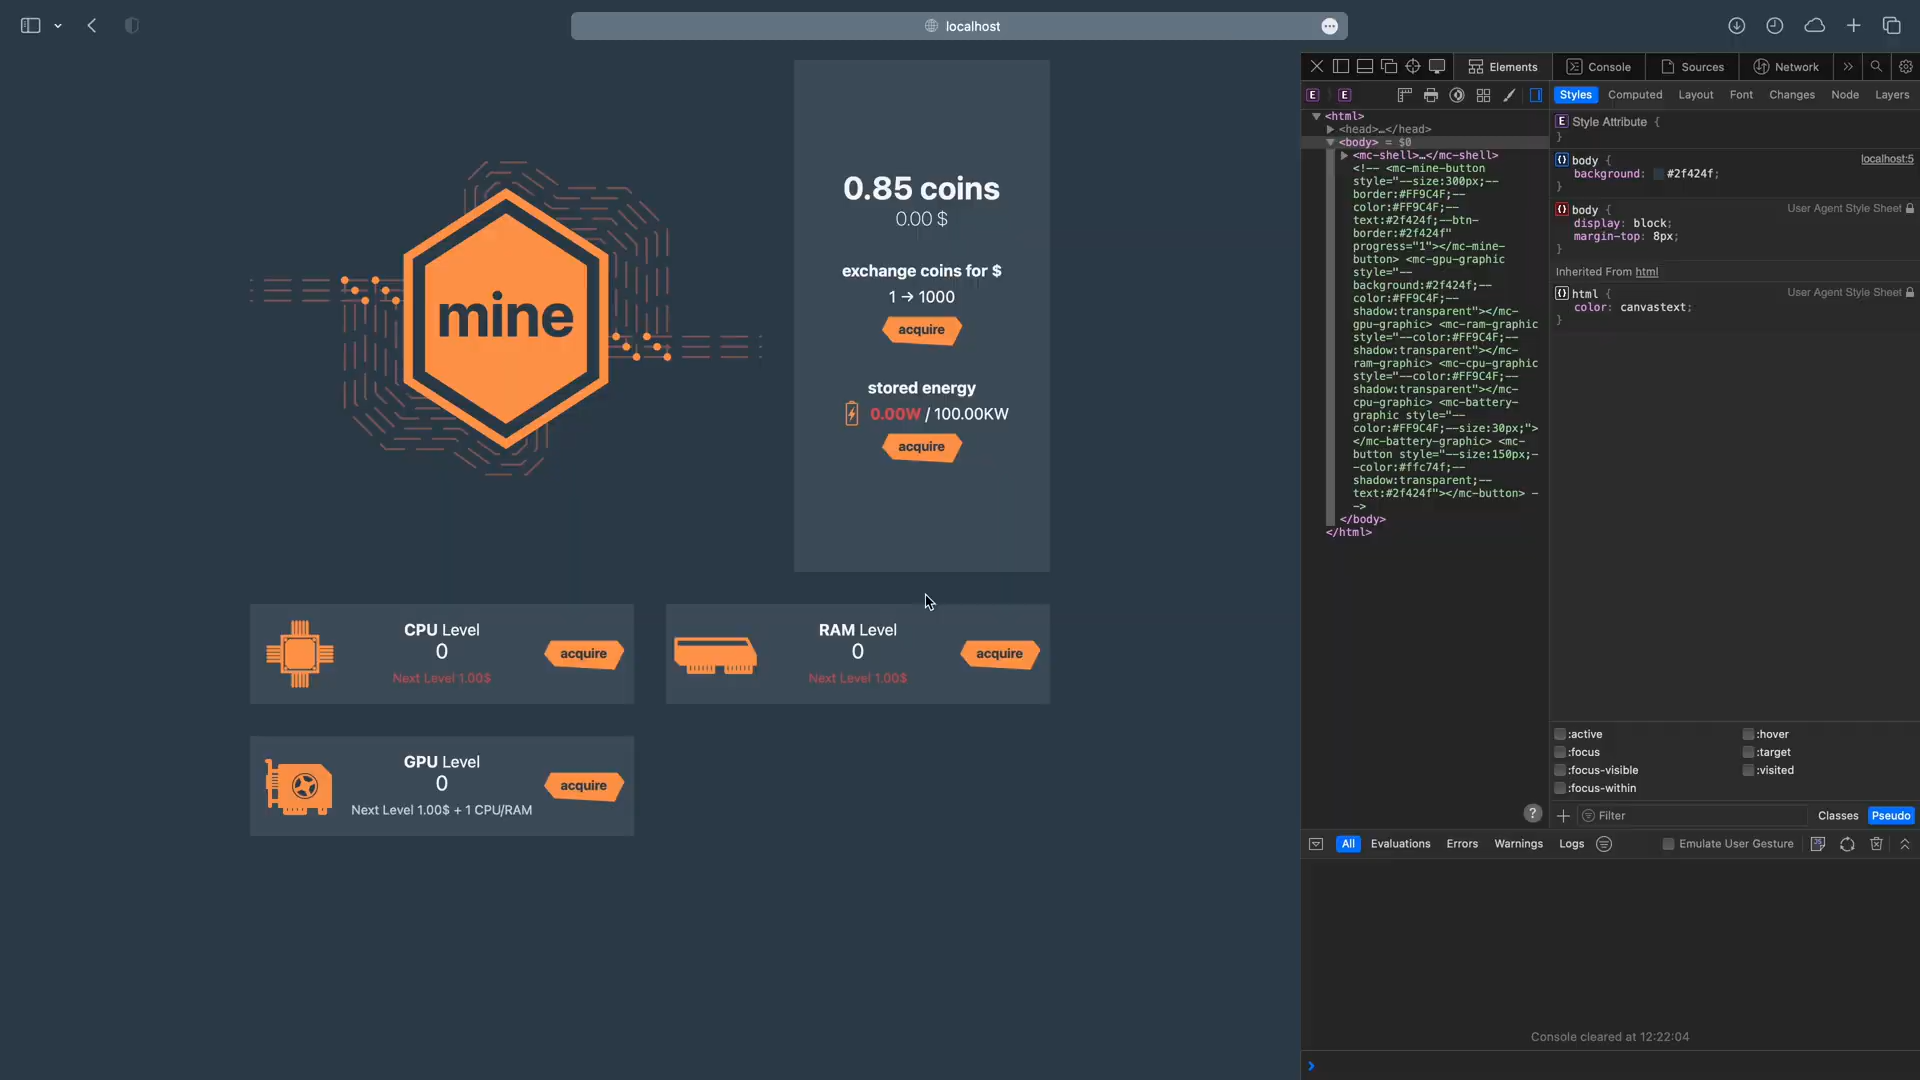 localhost
mine
0.85 coins
0.00 $
exchange coins for $
1 → 1000
acquire
stored energy
0.00W / 100.00KW
acquire
CPU Level
0
Next Level 1.00$
acquire
RAM Level
0
Next Level 1.00$
acquire
GPU Level
0
Next Level 1.00$ + 1 CPU/RAM
acquire
Elements
Console
Sources
Network
E
E
Styles
Computed
Layout
Font
Changes
Node
Layers
<html>
<head>…</head>
<body> = $0
<mc-shell>…</mc-shell>
<!-- <mc-mine-button
style="--size:300px;--
border:#FF9C4F;--
color:#FF9C4F;--
text:#2f424f;--btn-
border:#2f424f"
progress="1"></mc-mine-
button> <mc-gpu-graphic
style="--
background:#2f424f;--
color:#FF9C4F;--
shadow:transparent"></mc-
gpu-graphic> <mc-ram-graphic
style="--color:#FF9C4F;--
shadow:transparent"></mc-
ram-graphic> <mc-cpu-graphic
style="--color:#FF9C4F;--
shadow:transparent"></mc-
cpu-graphic> <mc-battery-
graphic style="--
color:#FF9C4F;--size:30px;">
</mc-battery-graphic> <mc-
button style="--size:150px;-
-color:#ffc74f;--
shadow:transparent;--
text:#2f424f"></mc-button> -
->
</body>
</html>
E Style Attribute {
}
body { localhost:5
background: #2f424f;
}
body { User Agent Style Sheet
display: block;
margin-top: 8px;
}
Inherited From html
html { User Agent Style Sheet
color: canvastext;
}
:active
:hover
:focus
:target
:focus-visible
:visited
:focus-within
?
Filter
Classes
Pseudo
All
Evaluations
Errors
Warnings
Logs
Emulate User Gesture
Console cleared at 12:22:04